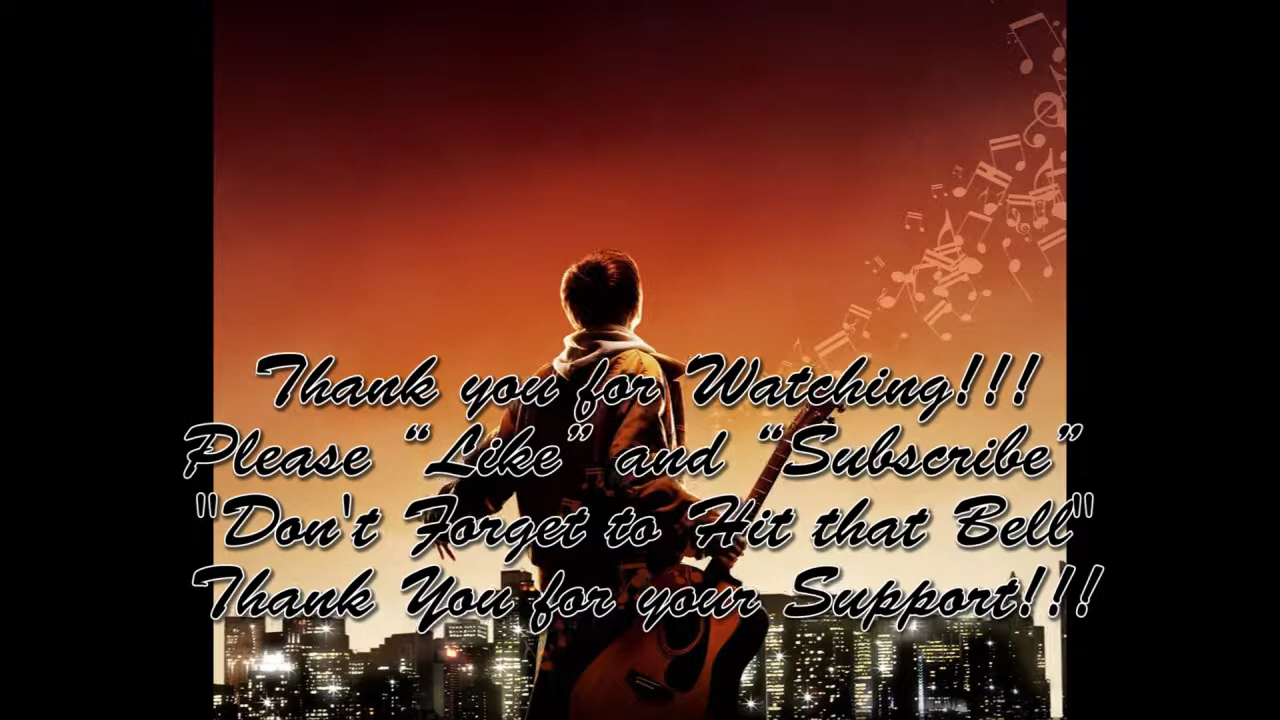 Thank you for Watching!!!
Please “Like” and “Subscribe”
"Don't Forget to Hit that Bell"
Thank You for your Support!!!